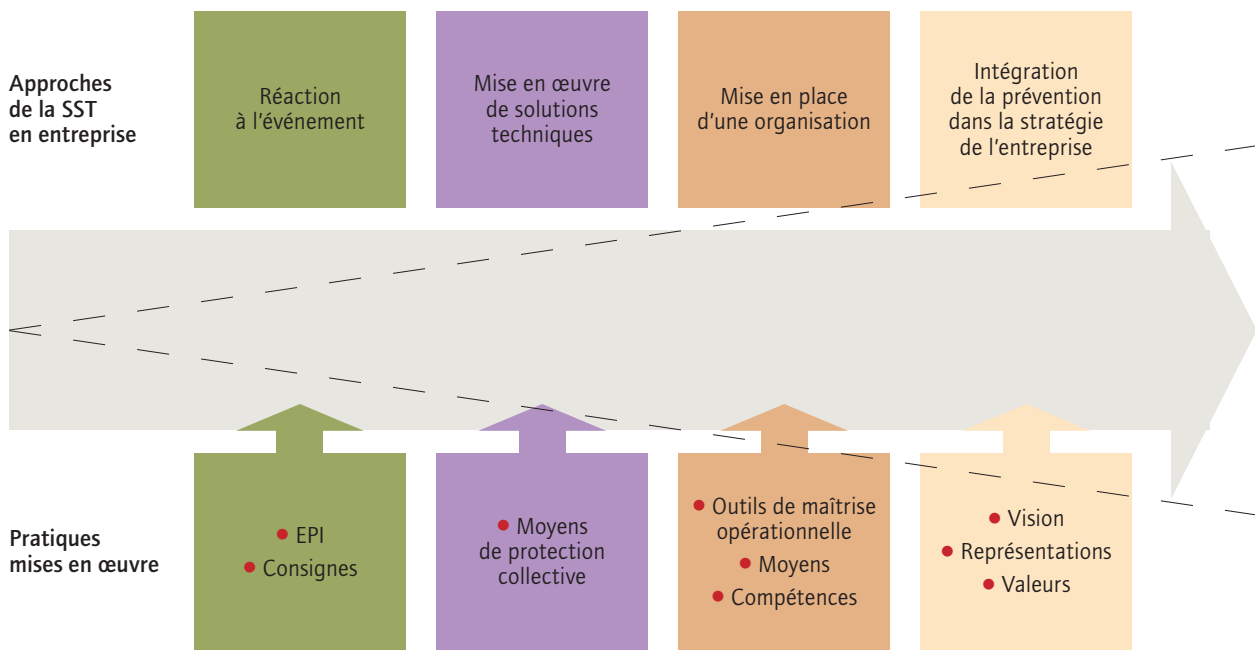 Approches
de la SST
en entreprise
Réaction
à l'événement
Mise en œuvre
de solutions
techniques
Mise en place
d'une organisation
Intégration
de la prévention
dans la stratégie
de l'entreprise
Pratiques
mises en œuvre
• EPI
• Consignes
• Moyens
de protection
collective
• Outils de maîtrise
opérationnelle
• Moyens
• Compétences
• Vision
• Représentations
• Valeurs